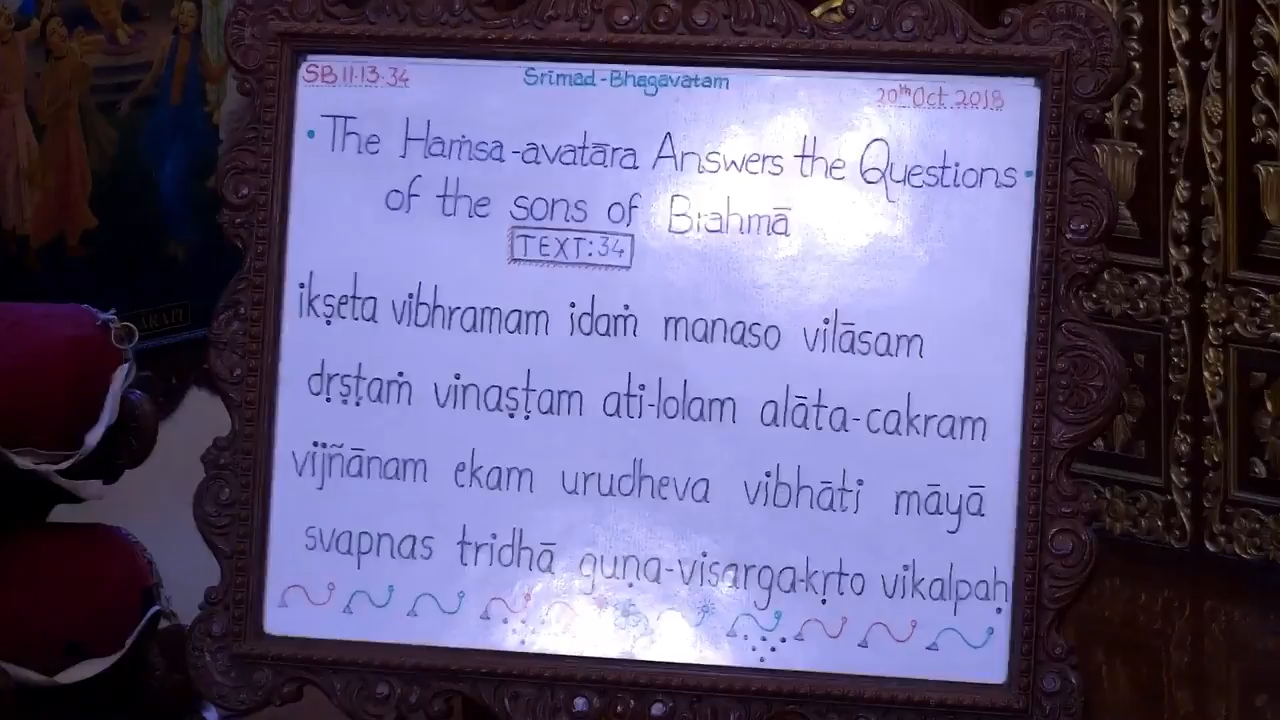 SB 11.13.34
Srīmad-Bhagavatam
20th Oct 2018
• The Haṁsa-avatāra Answers the Questions •
of the sons of Brahmā
TEXT:34
ikṣeta vibhramam idaṁ manaso vilāsam
dṛṣṭaṁ vinaṣṭam ati-lolam alāta-cakram
vijñānam ekam urudheva vibhāti māyā
svapnas tridhā guṇa-visarga-kṛto vikalpaḥ